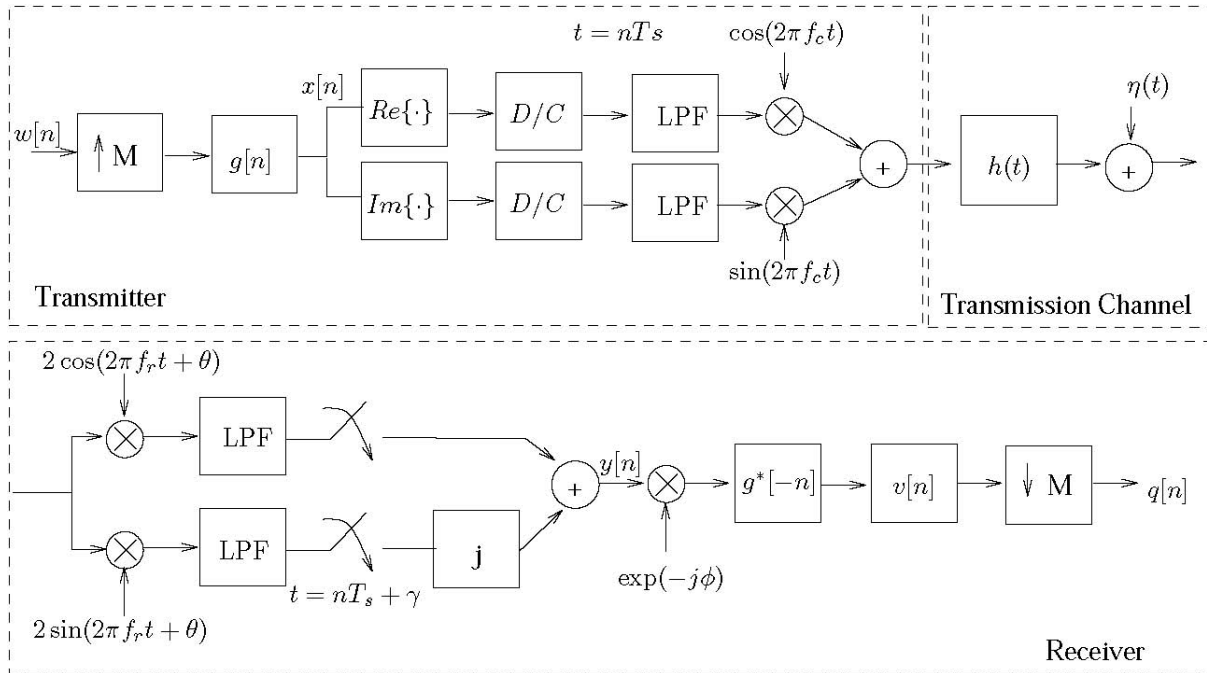 t = nTs
cos(2πf_c t)
x[n]
w[n]
↑ M
g[n]
Re{·}
D/C
LPF
η(t)
h(t)
+
+
Im{·}
D/C
LPF
sin(2πf_c t)
Transmitter
Transmission Channel
2 cos(2πf_r t + θ)
LPF
y[n]
+
g*[−n]
v[n]
↓ M
q[n]
LPF
j
t = nT_s + γ
exp(−jϕ)
2 sin(2πf_r t + θ)
Receiver